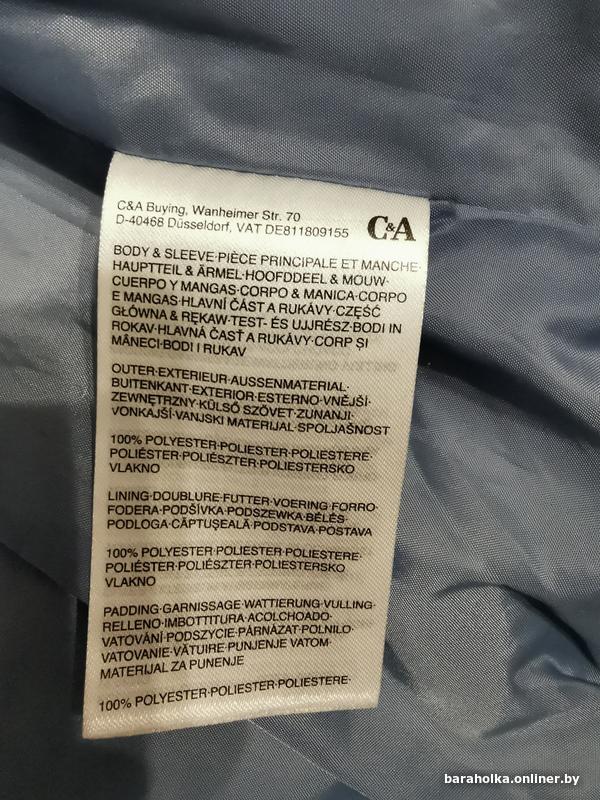 C&A Buying, Wanheimer Str. 70
D-40468 Düsseldorf, VAT DE811809155
C&A
BODY & SLEEVE·PIÈCE PRINCIPALE ET MANCHE·
HAUPTTEIL & ÄRMEL·HOOFDDEEL & MOUW·
CUERPO Y MANGAS·CORPO & MANICA·CORPO
E MANGAS·HLAVNÍ ČÁST A RUKÁVY·CZĘŚĆ
GŁÓWNA & RĘKAW·TEST- ÉS UJJRÉSZ·BODI IN
ROKAV·HLAVNÁ ČASŤ A RUKÁVY·CORP ȘI
MÂNECI·BODI I RUKAV
OUTER·EXTERIEUR·AUSSENMATERIAL·
BUITENKANT·EXTERIOR·ESTERNO·VNĚJŠÍ·
ZEWNĘTRZNY·KÜLSŐ SZÖVET·ZUNANJI·
VONKAJŠÍ·VANJSKI MATERIJAL·SPOLJAŠNOST
100% POLYESTER·POLIESTER·POLIESTERE·
POLIÉSTER·POLIÉSZTER·POLIESTERSKO
VLAKNO
LINING·DOUBLURE·FUTTER·VOERING·FORRO·
FODERA·PODŠÍVKA·PODSZEWKA·BÉLÉS·
PODLOGA·CĂPTUȘEALĂ·PODSTAVA·POSTAVA
100% POLYESTER·POLIESTER·POLIESTERE·
POLIÉSTER·POLIÉSZTER·POLIESTERSKO
VLAKNO
PADDING·GARNISSAGE·WATTIERUNG·VULLING·
RELLENO·IMBOTTITURA·ACOLCHOADO·
VATOVÁNÍ·PODSZYCIE·PÁRNÁZAT·POLNILO·
VATOVANIE·VĂTUIRE·PUNJENJE VATOM·
MATERIJAL ZA PUNENJE
100% POLYESTER·POLIESTER·POLIESTERE·
baraholka.onliner.by